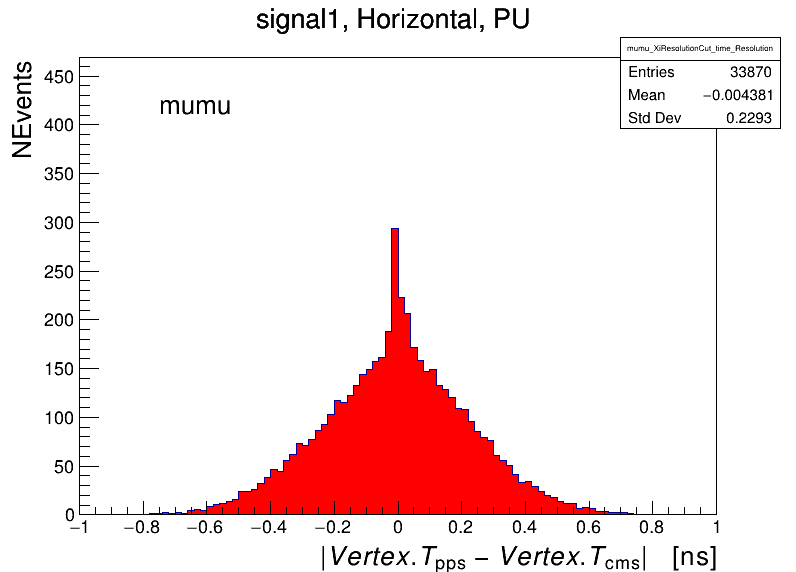 signal1, Horizontal, PU
mumu_XiResolutionCut_time_Resolution
Entries 33870
Mean −0.004381
Std Dev 0.2293
NEvents
mumu
450
400
350
300
250
200
150
100
50
0
−1 −0.8 −0.6 −0.4 −0.2 0 0.2 0.4 0.6 0.8 1
|Vertex.Tpps − Vertex.Tcms| [ns]